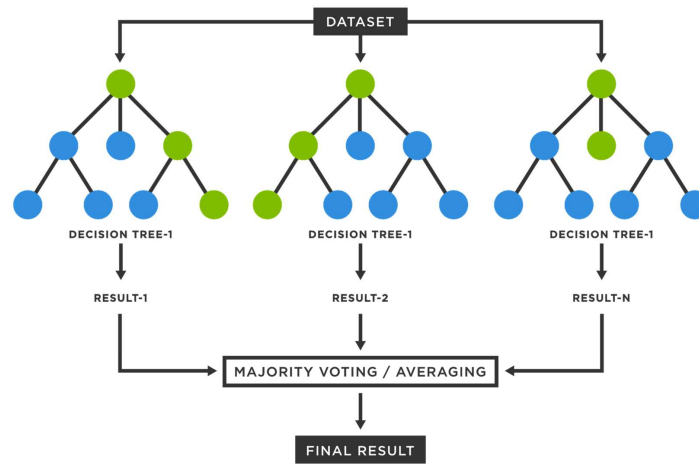 DATASET
DECISION TREE-1
DECISION TREE-1
DECISION TREE-1
RESULT-1
RESULT-2
RESULT-N
MAJORITY VOTING / AVERAGING
FINAL RESULT